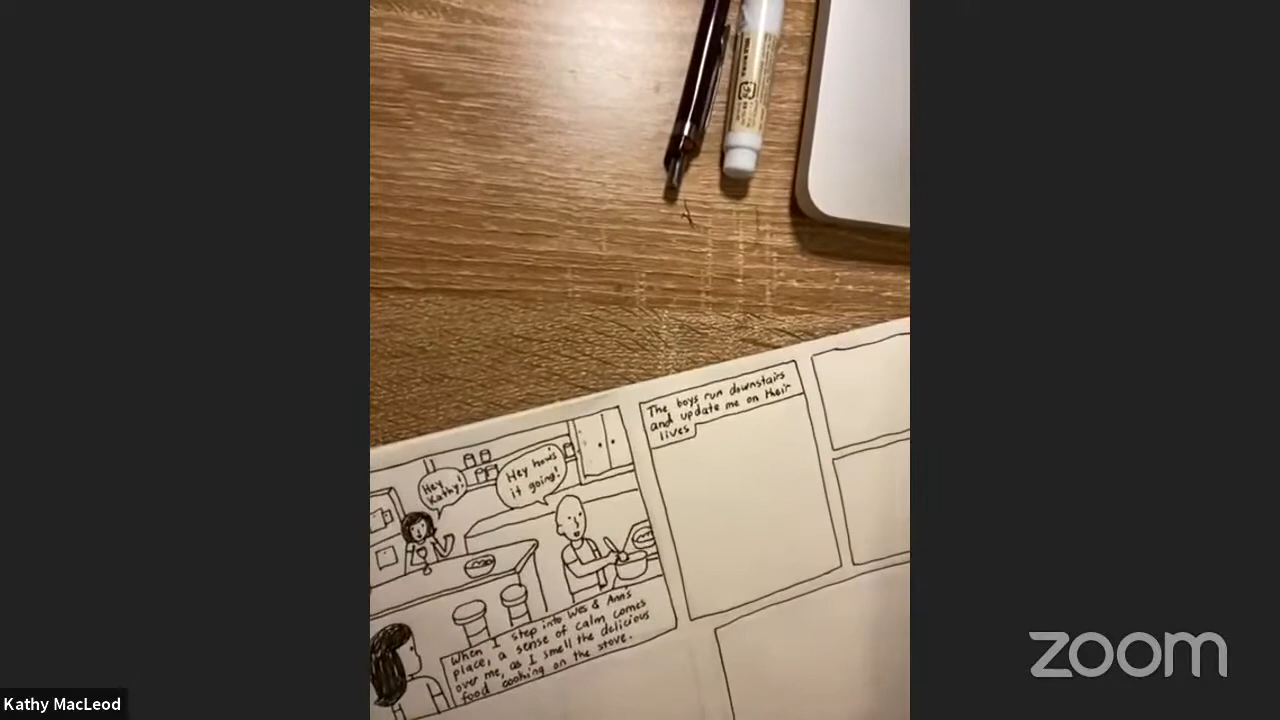 Hey
Kathy!
Hey how's
it going!
When I step into Wes & Ann's
place, a sense of calm comes
over me, as I smell the delicious
food cooking on the stove.
The boys run downstairs
and update me on their
lives
zoom
Kathy MacLeod